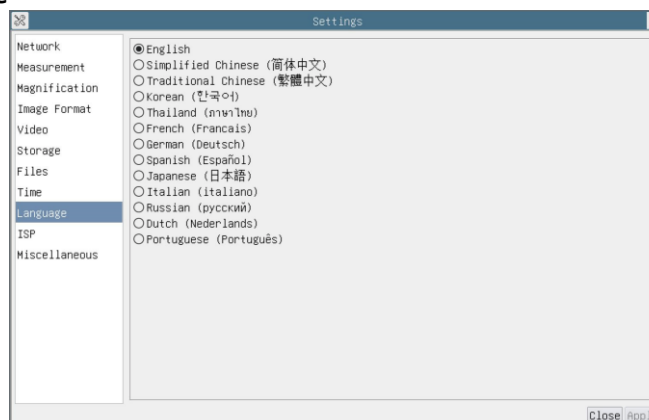 Settings
Network
Measurement
Magnification
Image Format
Video
Storage
Files
Time
Language
ISP
Miscellaneous
English
Simplified Chinese (简体中文)
Traditional Chinese (繁體中文)
Korean (한국어)
Thailand (ภาษาไทย)
French (Francais)
German (Deutsch)
Spanish (Español)
Japanese (日本語)
Italian (italiano)
Russian (русский)
Dutch (Nederlands)
Portuguese (Português)
Close Appl